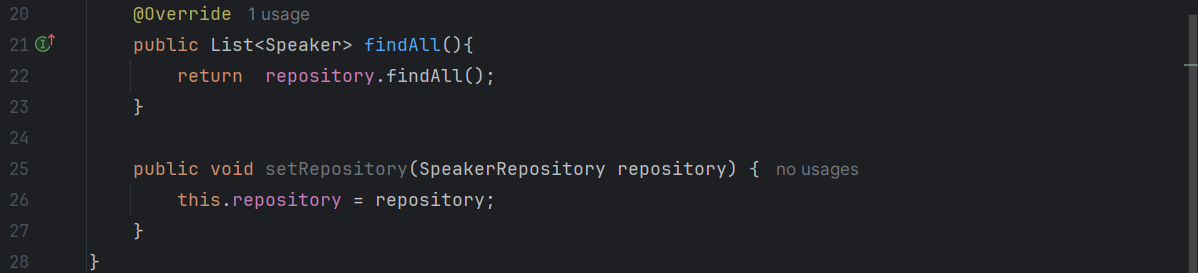 20 @Override 1 usage
21 public List<Speaker> findAll(){
22 return  repository.findAll();
23 }
24
25 public void setRepository(SpeakerRepository repository) { no usages
26 this.repository = repository;
27 }
28 }